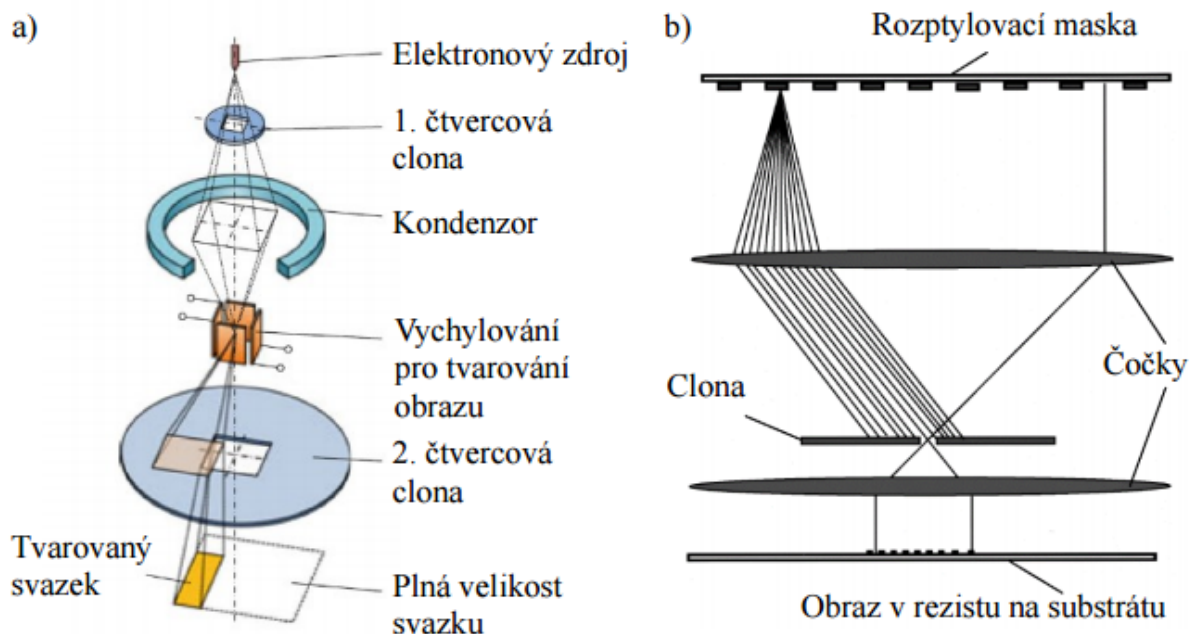 a)
Elektronový zdroj
1. čtvercová
clona
Kondenzor
Vychylování
pro tvarování
obrazu
2. čtvercová
clona
Tvarovaný
svazek
Plná velikost
svazku
b)
Rozptylovací maska
Čočky
Clona
Obraz v rezistu na substrátu